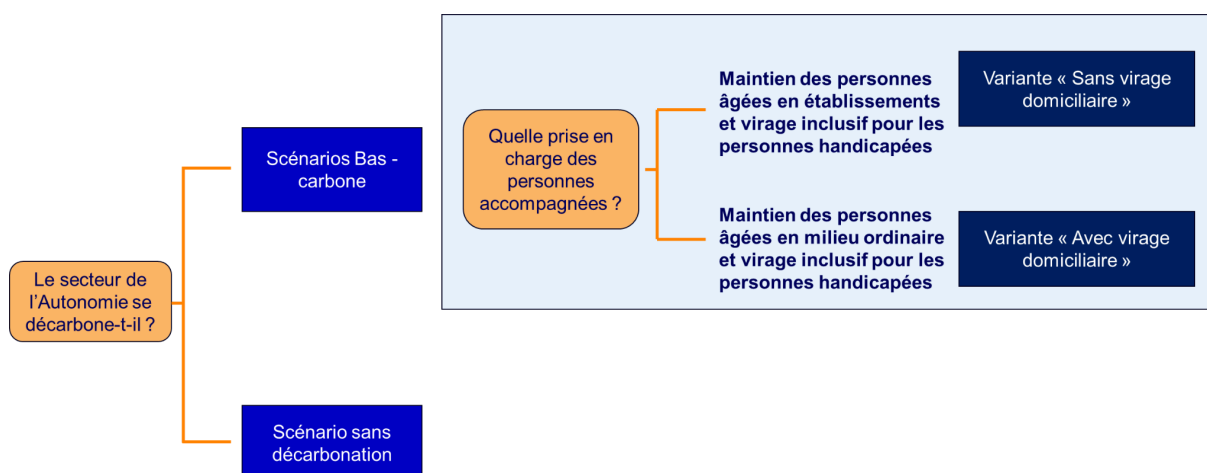 Le secteur de
l'Autonomie se
décarbone-t-il ?
Scénarios Bas -
carbone
Quelle prise en
charge des
personnes
accompagnées ?
Maintien des personnes
âgées en établissements
et virage inclusif pour les
personnes handicapées
Variante « Sans virage
domiciliaire »
Maintien des personnes
âgées en milieu ordinaire
et virage inclusif pour les
personnes handicapées
Variante « Avec virage
domiciliaire »
Scénario sans
décarbonation